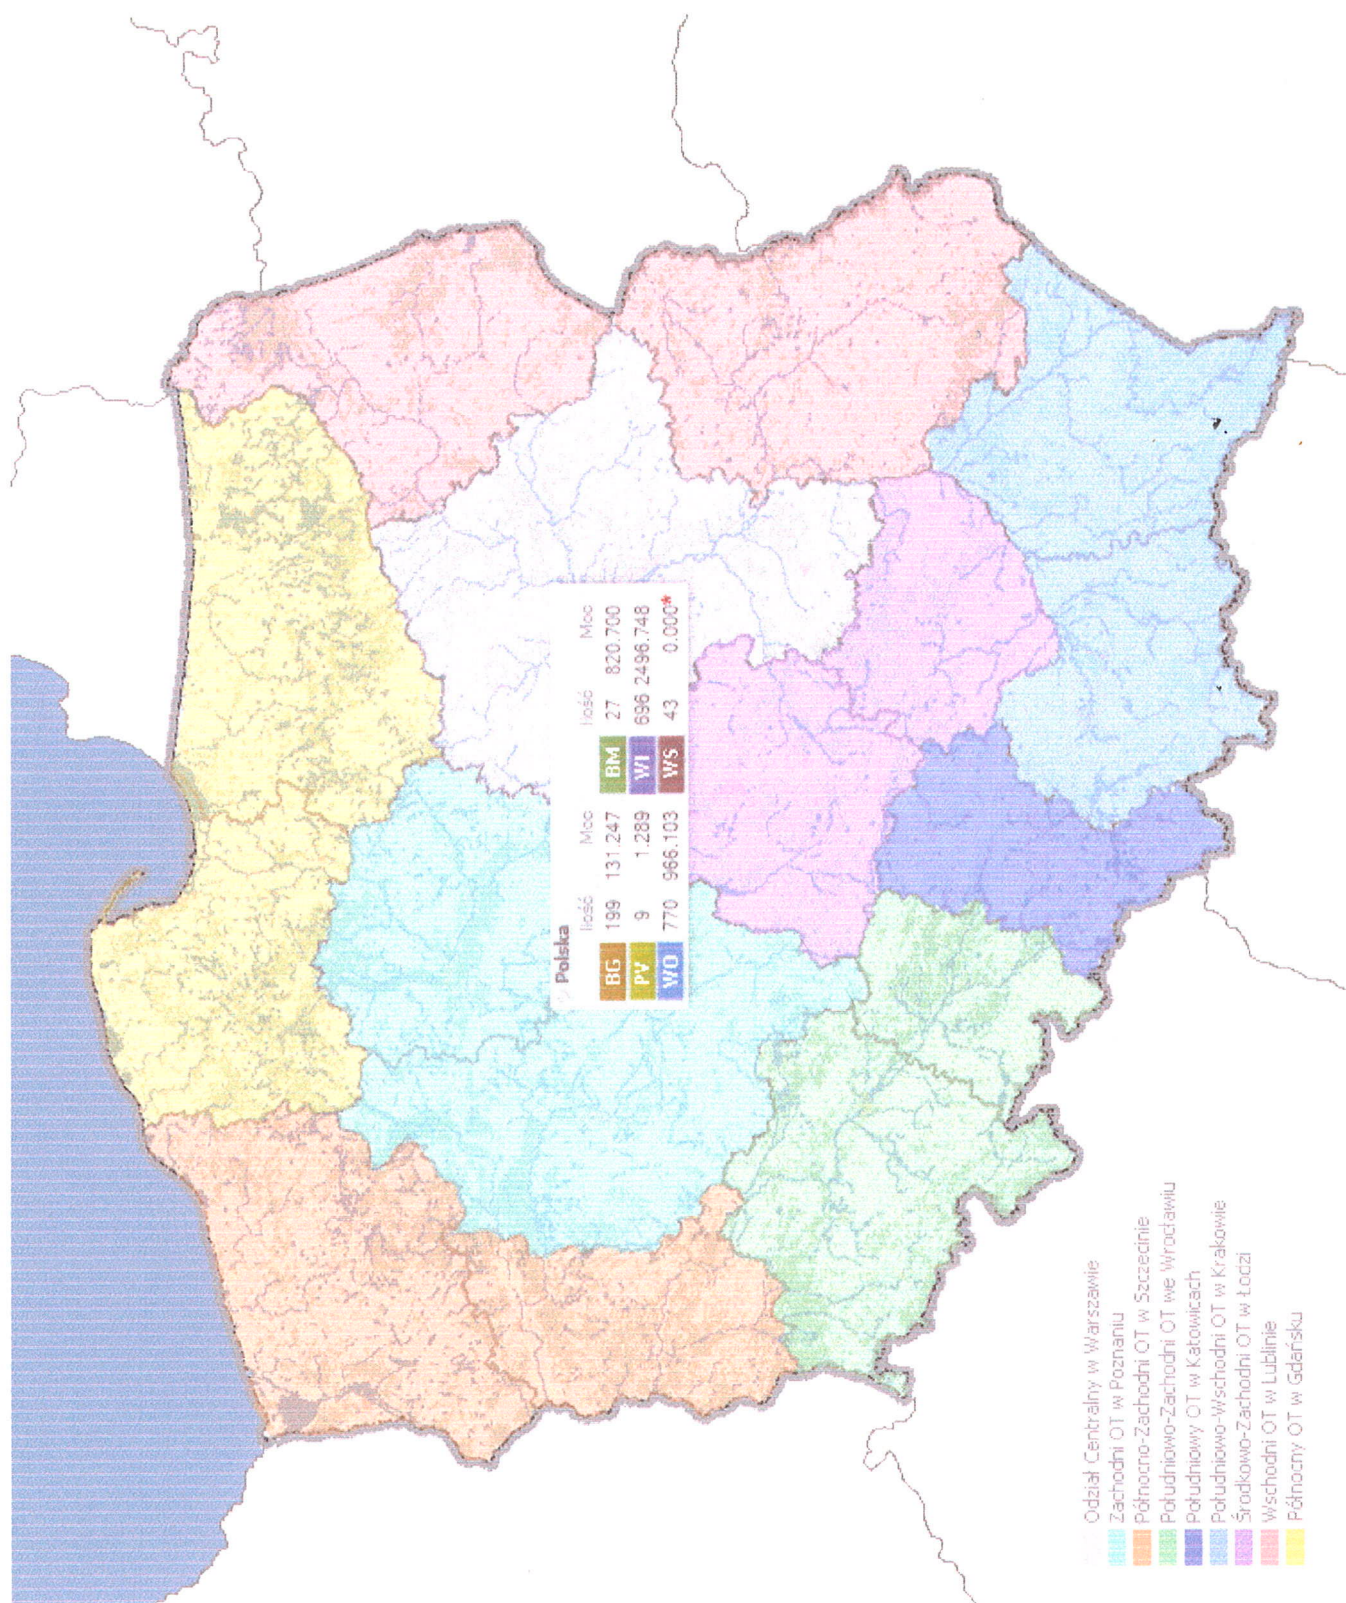 Polska
Ilość Moc Ilość Moc
BG 199 131.247 BM 27 820.700
PV 9 1.289 WI 696 2496.748
WO 770 966.103 WS 43 0.000*
Odział Centralny w Warszawie
Zachodni OT w Poznaniu
Północno-Zachodni OT w Szczecinie
Południowo-Zachodni OT we Wrocławiu
Południowy OT w Katowicach
Południowo-Wschodni OT w Krakowie
Środkowo-Zachodni OT w Łodzi
Wschodni OT w Lublinie
Północny OT w Gdańsku